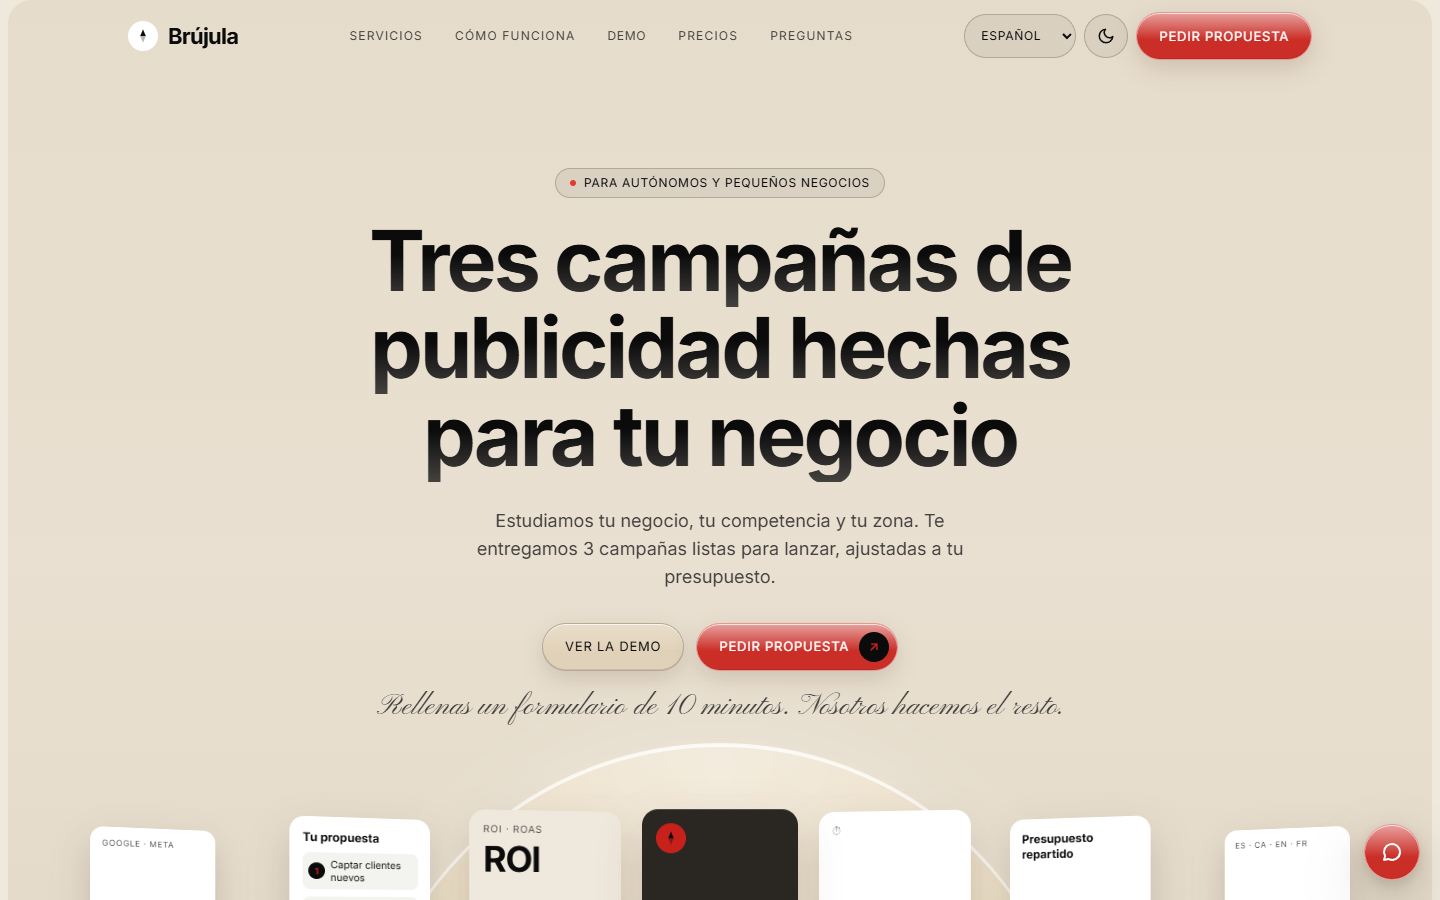 Brújula
SERVICIOS
CÓMO FUNCIONA
DEMO
PRECIOS
PREGUNTAS
ESPAÑOL
PEDIR PROPUESTA
PARA AUTÓNOMOS Y PEQUEÑOS NEGOCIOS
Tres campañas de
publicidad hechas
para tu negocio
Estudiamos tu negocio, tu competencia y tu zona. Te
entregamos 3 campañas listas para lanzar, ajustadas a tu
presupuesto.
VER LA DEMO
PEDIR PROPUESTA
Rellenas un formulario de 10 minutos. Nosotros hacemos el resto.
GOOGLE · META
Tu propuesta
1
Captar clientes
nuevos
ROI · ROAS
ROI
Presupuesto
repartido
ES · CA · EN · FR